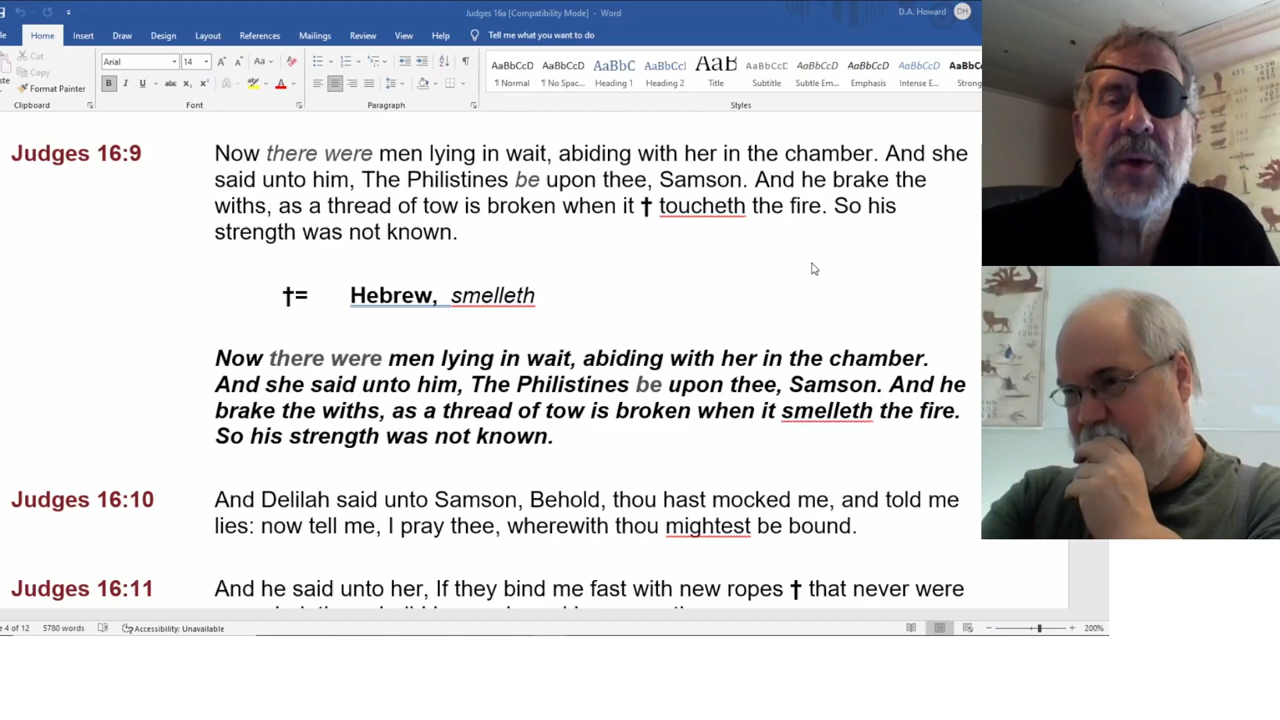 Judges 16a [Compatibility Mode] - Word
D.A. Howard
DH
Home Insert Draw Design Layout References Mailings Review View Help Tell me what you want to do
Cut
Copy
Format Painter
Clipboard
Arial 14
B I U
Font
Paragraph
AaBbCcD AaBbCcD AaBbC AaBbCc AaB AaBbCcD AaBbCcD AaBbCcD AaBbCcD AaBbCc
¶ Normal ¶ No Spac... Heading 1 Heading 2 Title Subtitle Subtle Em... Emphasis Intense E... Strong
Styles
Judges 16:9 Now there were men lying in wait, abiding with her in the chamber. And she
said unto him, The Philistines be upon thee, Samson. And he brake the
withs, as a thread of tow is broken when it † toucheth the fire. So his
strength was not known.
†= Hebrew, smelleth
Now there were men lying in wait, abiding with her in the chamber.
And she said unto him, The Philistines be upon thee, Samson. And he
brake the withs, as a thread of tow is broken when it smelleth the fire.
So his strength was not known.
Judges 16:10 And Delilah said unto Samson, Behold, thou hast mocked me, and told me
lies: now tell me, I pray thee, wherewith thou mightest be bound.
Judges 16:11 And he said unto her, If they bind me fast with new ropes † that never were
4 of 12 5780 words Accessibility: Unavailable 200%